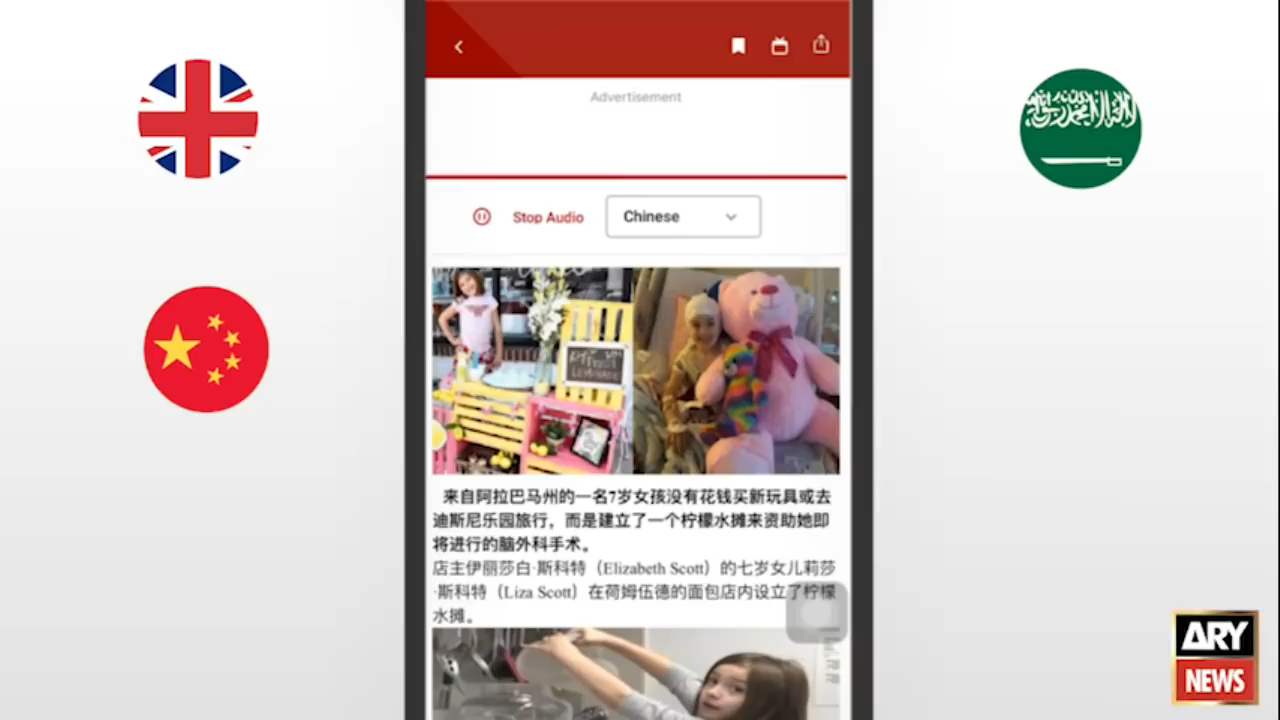 Advertisement
Stop Audio
Chinese
来自阿拉巴马州的一名7岁女孩没有花钱买新玩具或去
迪斯尼乐园旅行，而是建立了一个柠檬水摊来资助她即
将进行的脑外科手术。
店主伊丽莎白·斯科特（Elizabeth Scott）的七岁女儿莉莎
·斯科特（Liza Scott）在荷姆伍德的面包店内设立了柠檬
水摊。
ARY
NEWS